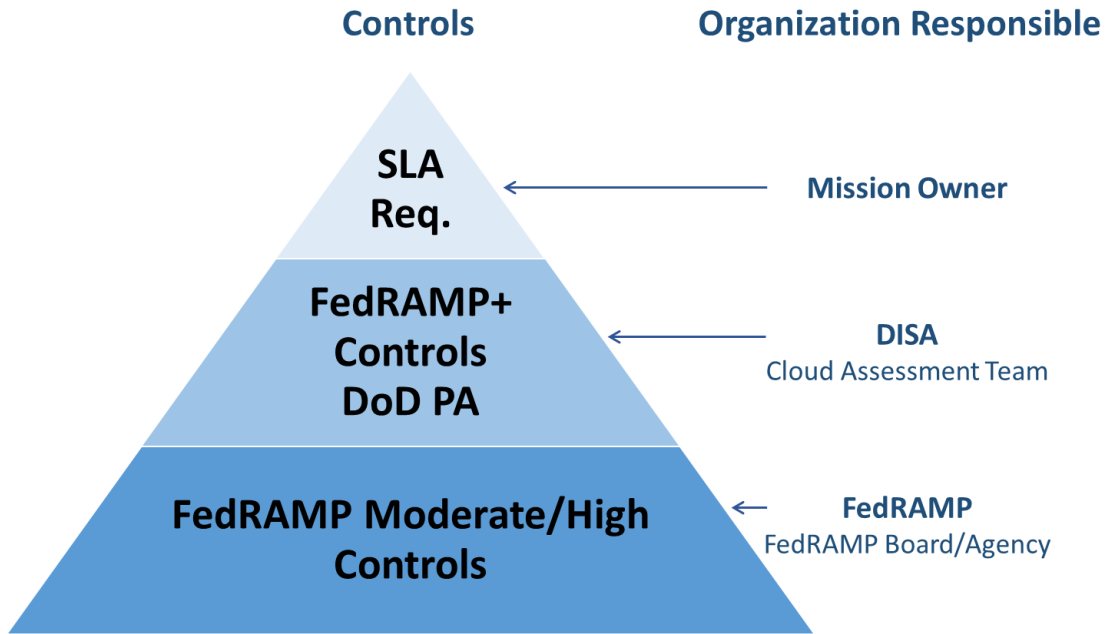 Controls
Organization Responsible
SLA
Req.
Mission Owner
FedRAMP+
Controls
DoD PA
DISA
Cloud Assessment Team
FedRAMP Moderate/High
Controls
FedRAMP
FedRAMP Board/Agency